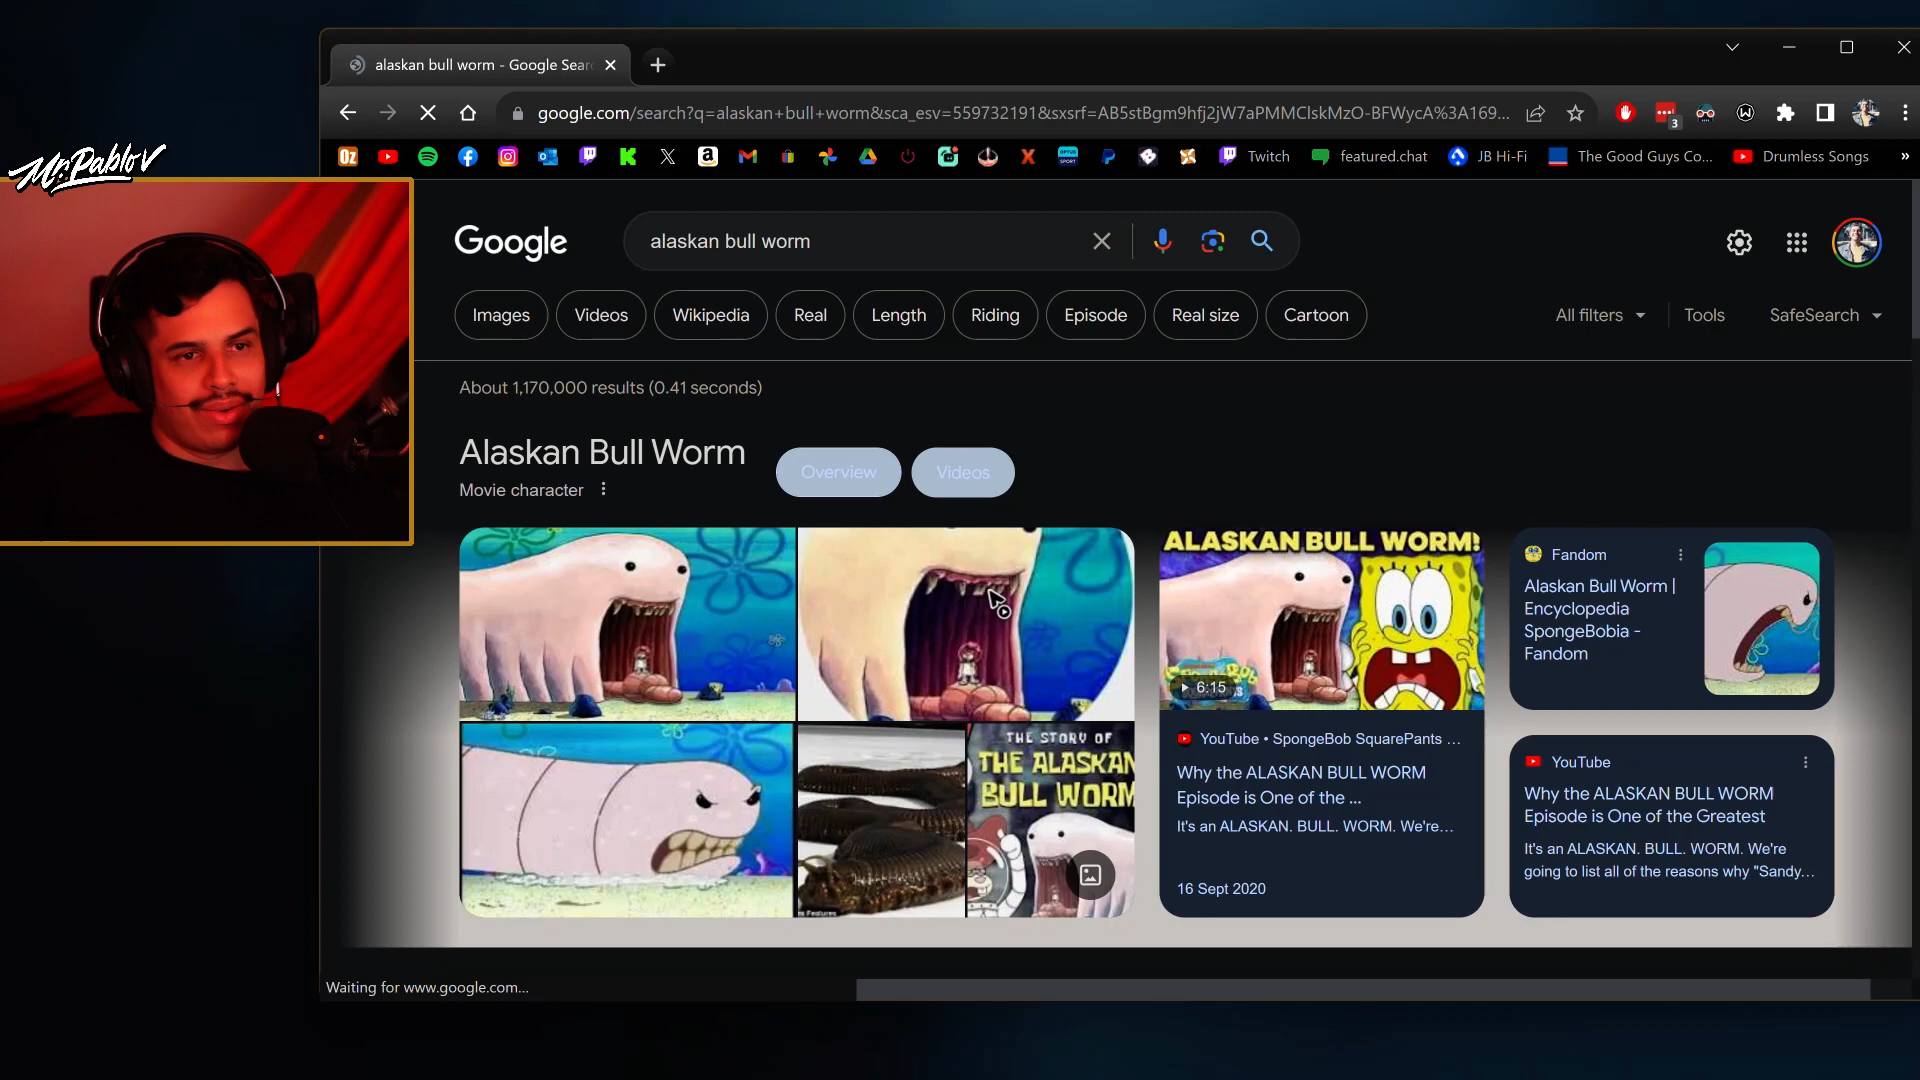 alaskan bull worm - Google Sear
google.com/search?q=alaskan+bull+worm&sca_esv=559732191&sxsrf=AB5stBgm9hfj2jW7aPMMClskMzO-BFWycA%3A169...
3
Oz
Twitch
featured.chat
JB Hi-Fi
The Good Guys Co...
Drumless Songs
»
Mr.PabloV
Google
alaskan bull worm
Images
Videos
Wikipedia
Real
Length
Riding
Episode
Real size
Cartoon
All filters
Tools
SafeSearch
About 1,170,000 results (0.41 seconds)
Alaskan Bull Worm
Movie character
Overview
Videos
THE STORY OF
THE ALASKAN
BULL WORM
ALASKAN BULL WORM!
6:15
YouTube • SpongeBob SquarePants ...
Why the ALASKAN BULL WORM
Episode is One of the ...
It's an ALASKAN. BULL. WORM. We're...
16 Sept 2020
Fandom
Alaskan Bull Worm |
Encyclopedia
SpongeBobia -
Fandom
YouTube
Why the ALASKAN BULL WORM
Episode is One of the Greatest
It's an ALASKAN. BULL. WORM. We're
going to list all of the reasons why "Sandy...
Waiting for www.google.com...